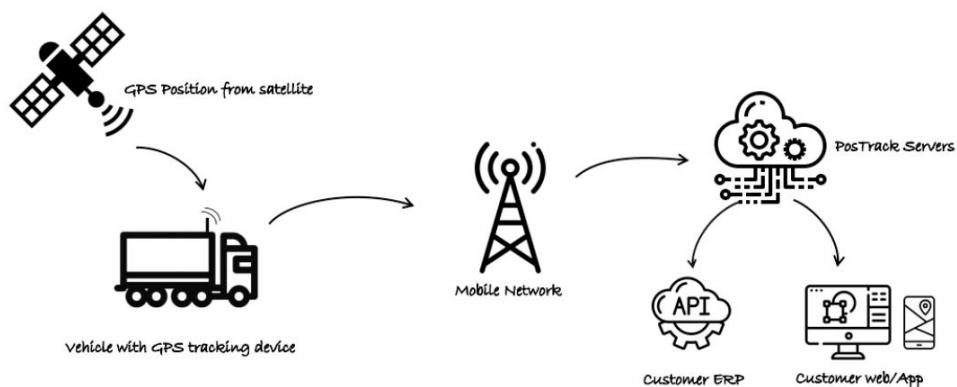 GPS Position from satellite
PosTrack Servers
Mobile Network
API
Vehicle with GPS tracking device
Customer ERP
Customer web/App